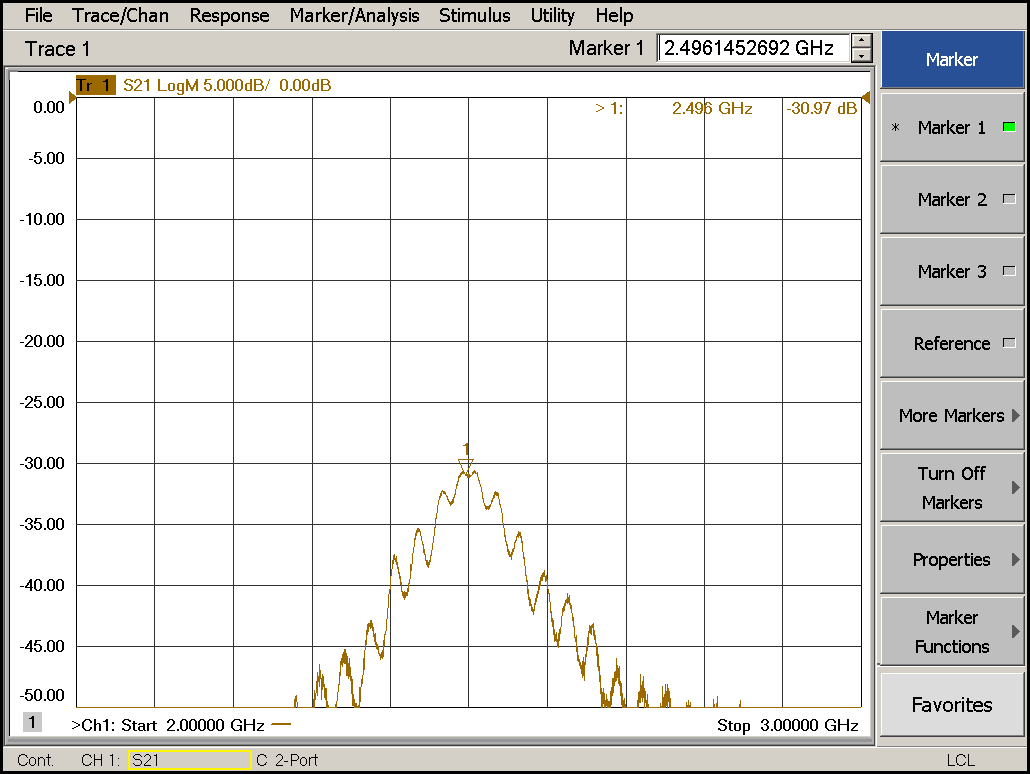 File Trace/Chan Response Marker/Analysis Stimulus Utility Help
Trace 1 Marker 1 2.4961452692 GHz
Tr 1 S21 LogM 5.000dB/ 0.00dB
> 1: 2.496 GHz -30.97 dB
0.00
-5.00
-10.00
-15.00
-20.00
-25.00
-30.00
-35.00
-40.00
-45.00
-50.00
1
1 >Ch1: Start 2.00000 GHz Stop 3.00000 GHz
Marker
* Marker 1
Marker 2
Marker 3
Reference
More Markers
Turn Off
Markers
Properties
Marker
Functions
Favorites
Cont. CH 1: S21 C 2-Port LCL